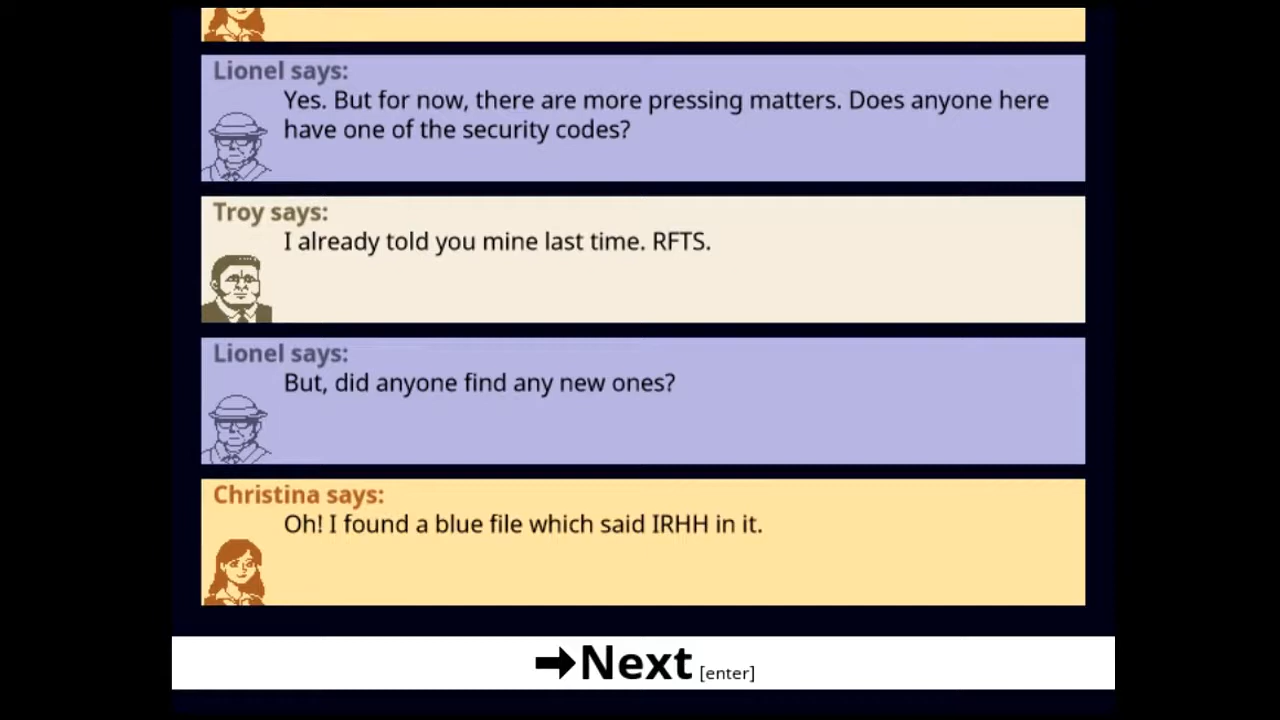 Lionel says:
Yes. But for now, there are more pressing matters. Does anyone here
have one of the security codes?
Troy says:
I already told you mine last time. RFTS.
Lionel says:
But, did anyone find any new ones?
Christina says:
Oh! I found a blue file which said IRHH in it.
➡Next [enter]